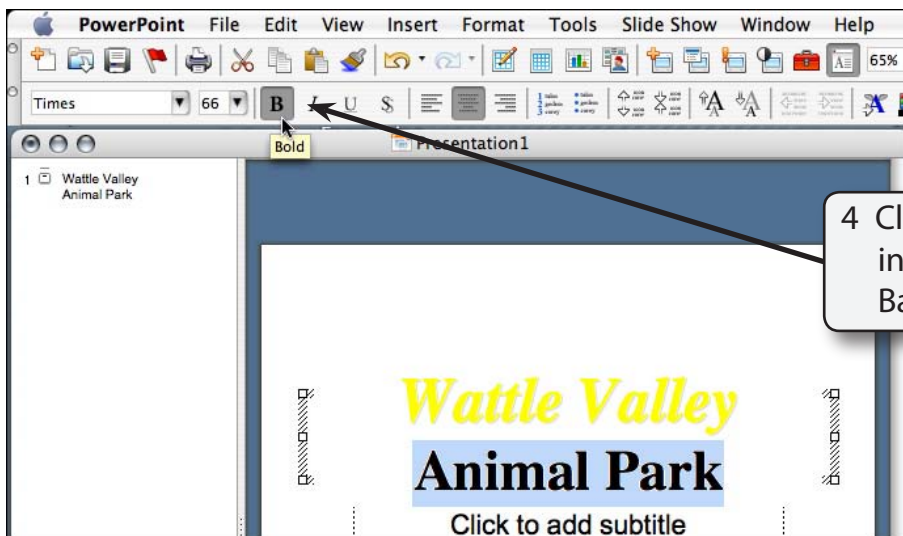 PowerPoint File Edit View Insert Format Tools Slide Show Window Help
65%
Times 66 B I U S
Bold
Presentation1
1 Wattle Valley
Animal Park
4 Cl
in
Ba
Wattle Valley
Animal Park
Click to add subtitle